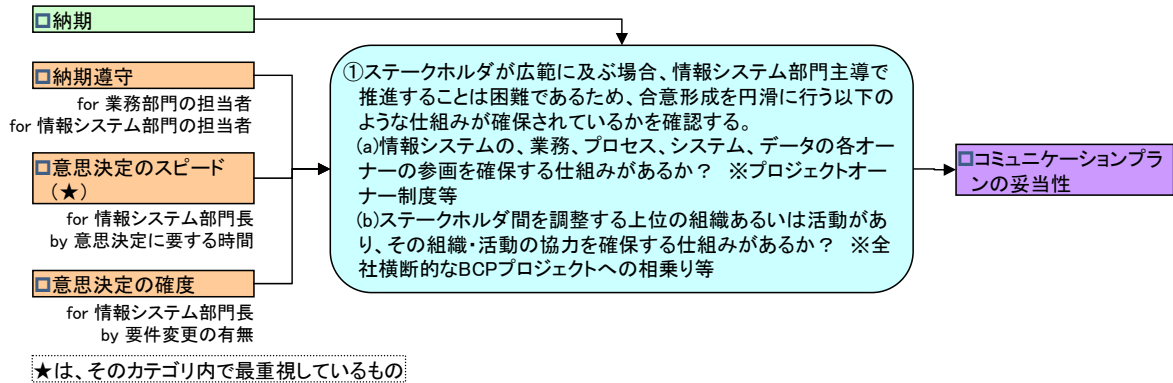 □納期
□納期遵守
for 業務部門の担当者
for 情報システム部門の担当者
□意思決定のスピード
(★)
for 情報システム部門長
by 意思決定に要する時間
□意思決定の確度
for 情報システム部門長
by 要件変更の有無
★は、そのカテゴリ内で最重視しているもの
①ステークホルダが広範に及ぶ場合、情報システム部門主導で
推進することは困難であるため、合意形成を円滑に行う以下の
ような仕組みが確保されているかを確認する。
(a)情報システムの、業務、プロセス、システム、データの各オー
ナーの参画を確保する仕組みがあるか? ※プロジェクトオー
ナー制度等
(b)ステークホルダ間を調整する上位の組織あるいは活動があ
り、その組織・活動の協力を確保する仕組みがあるか? ※全
社横断的なBCPプロジェクトへの相乗り等
□コミュニケーションプラ
ンの妥当性